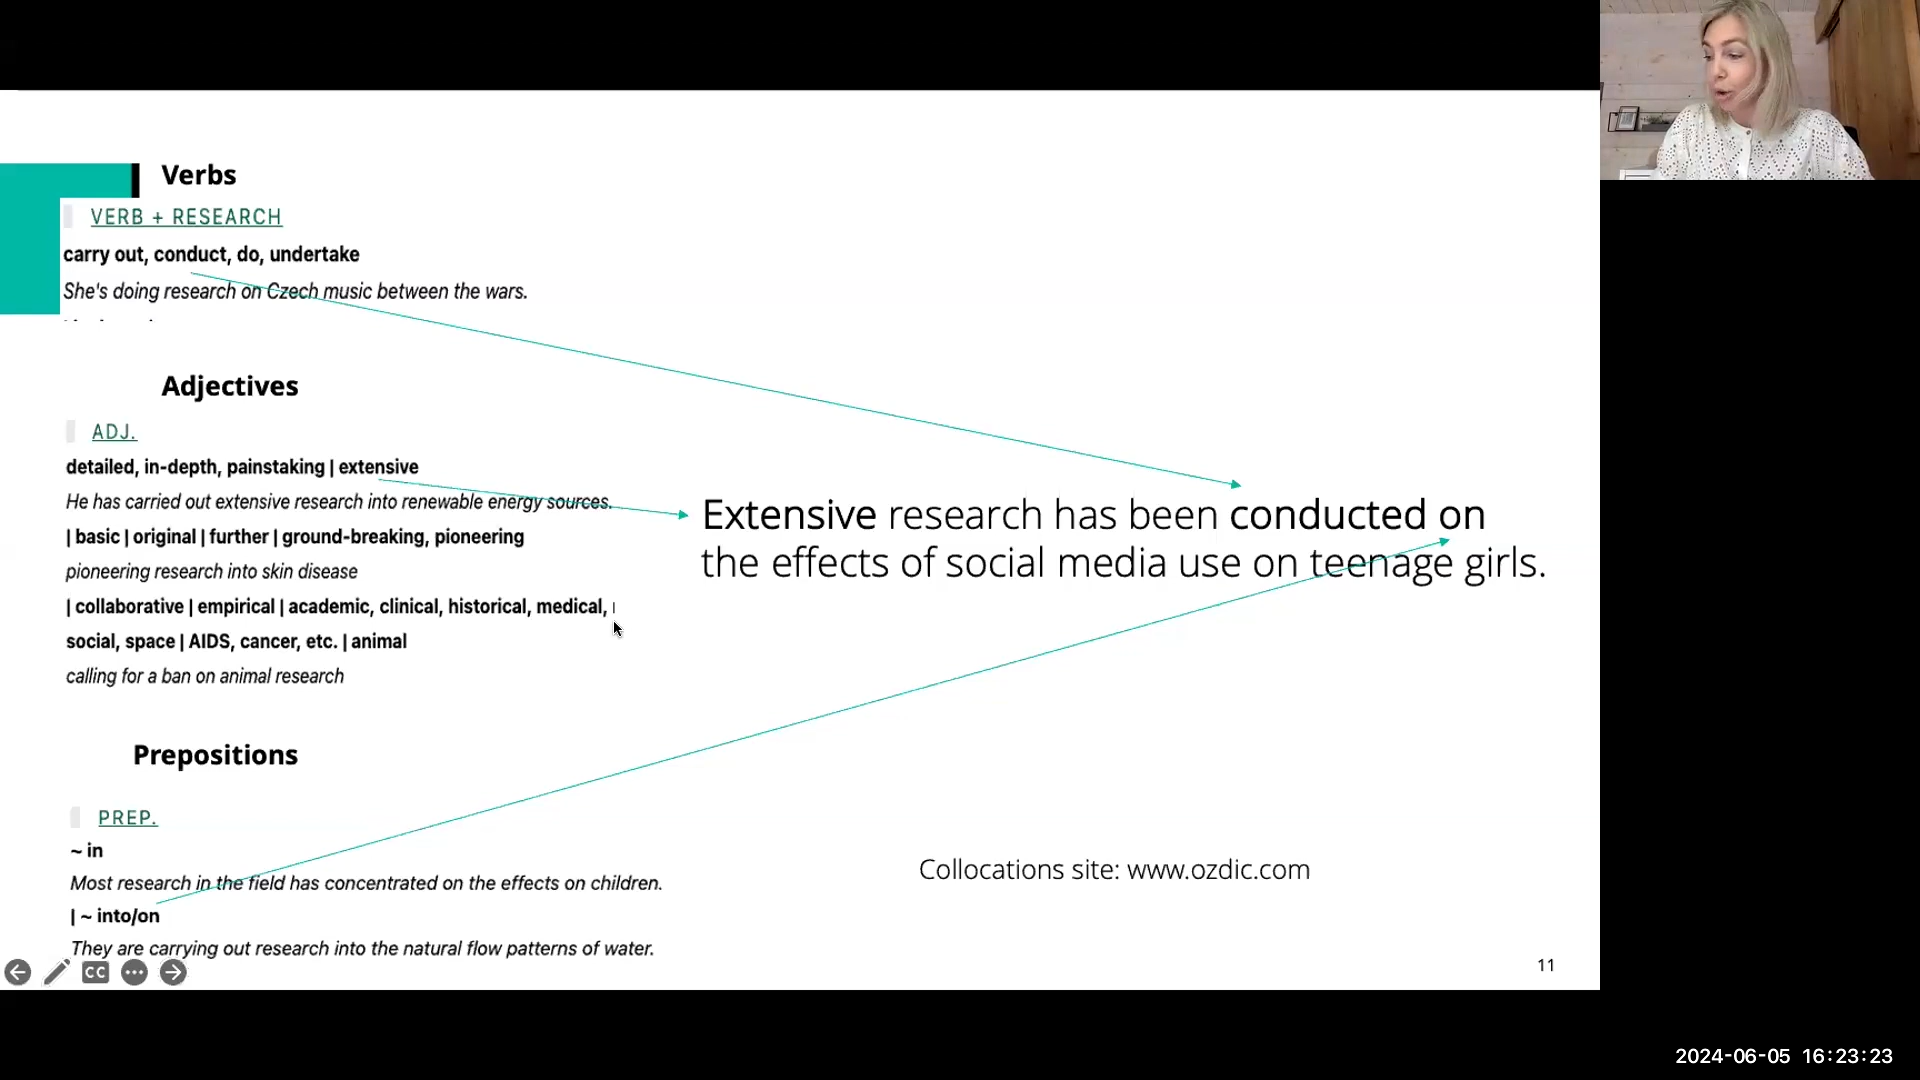 Verbs
VERB + RESEARCH
carry out, conduct, do, undertake
She's doing research on Czech music between the wars.
Adjectives
ADJ.
detailed, in-depth, painstaking | extensive
He has carried out extensive research into renewable energy sources.
| basic | original | further | ground-breaking, pioneering
pioneering research into skin disease
| collaborative | empirical | academic, clinical, historical, medical,
social, space | AIDS, cancer, etc. | animal
calling for a ban on animal research
Extensive research has been conducted on
the effects of social media use on teenage girls.
Prepositions
PREP.
~ in
Most research in the field has concentrated on the effects on children.
| ~ into/on
They are carrying out research into the natural flow patterns of water.
Collocations site: www.ozdic.com
CC
11
2024-06-05 16:23:23